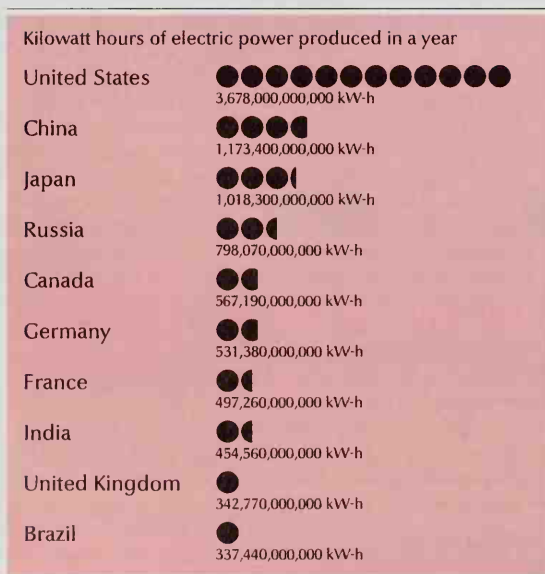 Kilowatt hours of electric power produced in a year
United States
3,678,000,000,000 kW-h
China
1,173,400,000,000 kW-h
Japan
1,018,300,000,000 kW-h
Russia
798,070,000,000 kW-h
Canada
567,190,000,000 kW-h
Germany
531,380,000,000 kW-h
France
497,260,000,000 kW-h
India
454,560,000,000 kW-h
United Kingdom
342,770,000,000 kW-h
Brazil
337,440,000,000 kW-h